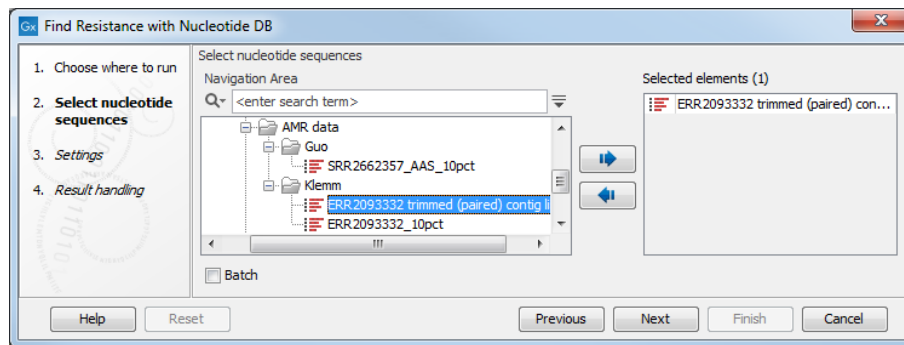 Gx Find Resistance with Nucleotide DB
1. Choose where to run
2. Select nucleotide
sequences
3. Settings
4. Result handling
Select nucleotide sequences
Navigation Area
<enter search term>
AMR data
Guo
SRR2662357_AAS_10pct
Klemm
ERR2093332 trimmed (paired) contig li
ERR2093332_10pct
Batch
Selected elements (1)
ERR2093332 trimmed (paired) con...
Help
Reset
Previous
Next
Finish
Cancel